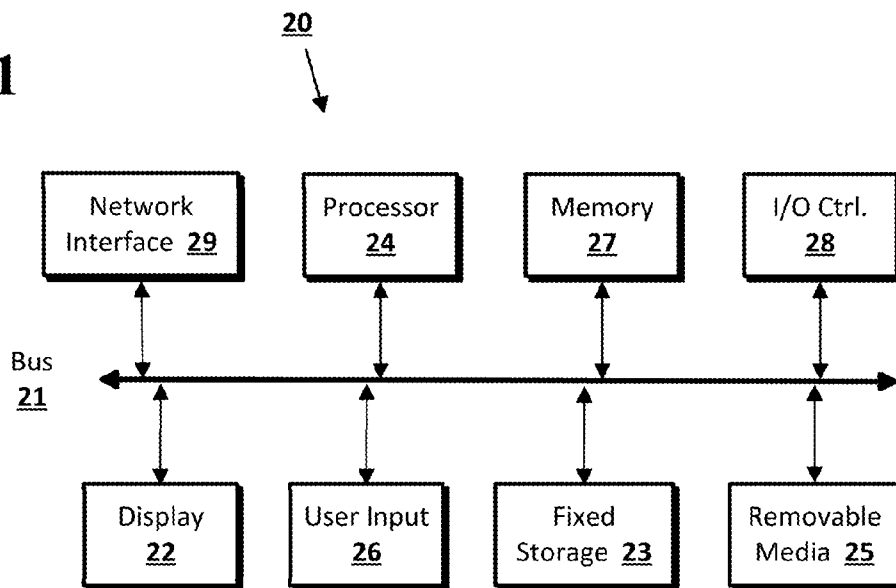 20
1
Network
Interface 29
Processor
24
Memory
27
I/O Ctrl.
28
Bus
21
Display
22
User Input
26
Fixed
Storage 23
Removable
Media 25